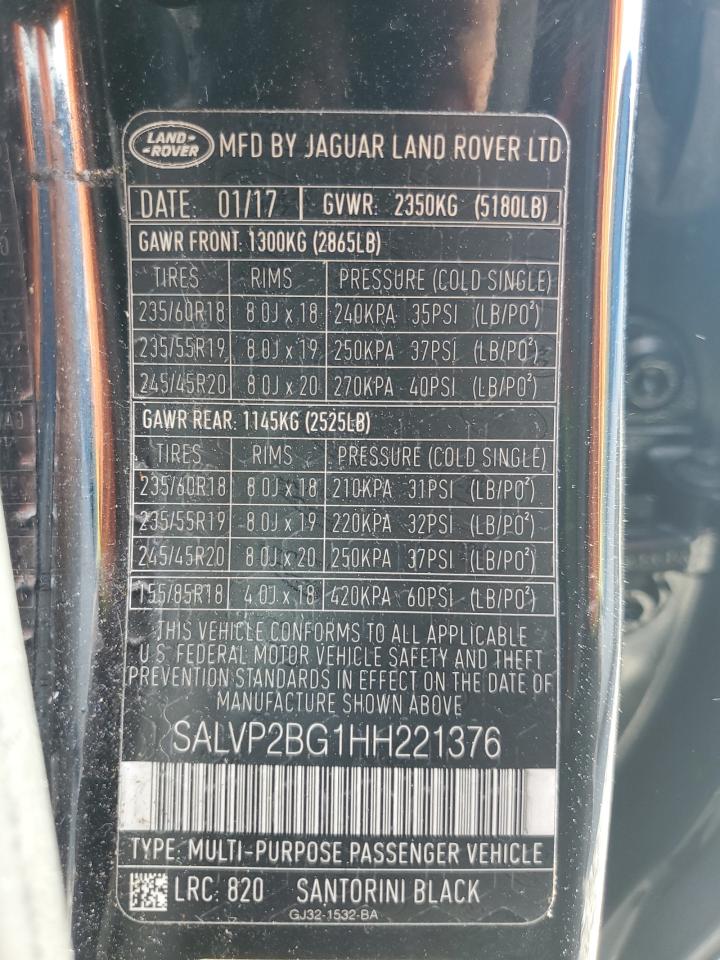 LAND-
-ROVER
MFD BY JAGUAR LAND ROVER LTD
DATE: 01/17 GVWR: 2350KG (5180LB)
GAWR FRONT: 1300KG (2865LB)
TIRES RIMS PRESSURE (COLD SINGLE)
235/60R18 8.0J x 18 240KPA 35PSI (LB/PO²)
235/55R19 8.0J x 19 250KPA 37PSI (LB/PO²)
245/45R20 8.0J x 20 270KPA 40PSI (LB/PO²)
GAWR REAR: 1145KG (2525LB)
TIRES RIMS PRESSURE (COLD SINGLE)
235/60R18 8.0J x 18 210KPA 31PSI (LB/PO²)
235/55R19 8.0J x 19 220KPA 32PSI (LB/PO²)
245/45R20 8.0J x 20 250KPA 37PSI (LB/PO²)
155/85R18 4.0J x 18 420KPA 60PSI (LB/PO²)
THIS VEHICLE CONFORMS TO ALL APPLICABLE
U.S. FEDERAL MOTOR VEHICLE SAFETY AND THEFT
PREVENTION STANDARDS IN EFFECT ON THE DATE OF
MANUFACTURE SHOWN ABOVE
SALVP2BG1HH221376
TYPE: MULTI-PURPOSE PASSENGER VEHICLE
LRC: 820 SANTORINI BLACK
GJ32-1532-BA